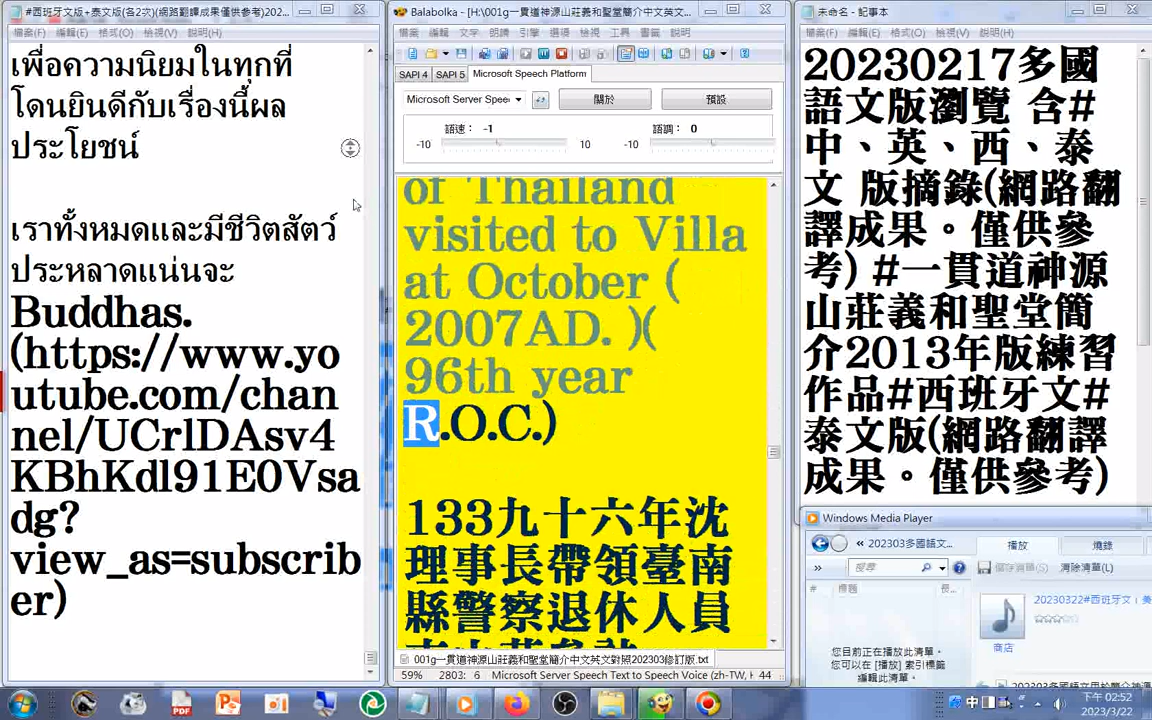 #西班牙文版+泰文版(各2次)(網路翻譯成果僅供參考)202...
檔案(F) 編輯(E) 格式(O) 檢視(V) 說明(H)
เพื่อความนิยมในทุกที่
โดนยินดีกับเรื่องนี้ผล
ประโยชน์
เราทั้งหมดและมีชีวิตสัตว์
ประหลาดแน่นจะ
Buddhas.
(https://www.yo
utube.com/chan
nel/UCrlDAsv4
KBhKdl91E0Vsa
dg?
view_as=subscrib
er)
Balabolka - [H:\001g一貫道神源山莊義和聖堂簡介中文英文...
檔案 編輯 文字 朗讀 引擎 選項 檢視 工具 書籤 說明
SAPI 4 SAPI 5 Microsoft Speech Platform
Microsoft Server Spee 關於 預設
語速： -1 語調： 0
-10 10 -10 10
of Thailand
visited to Villa
at October (
2007AD. )(
96th year
R.O.C.)
133九十六年沈
理事長帶領臺南
縣警察退休人員
001g一貫道神源山莊義和聖堂簡介中文英文對照202303修訂版.txt
59% 2803: 6 Microsoft Server Speech Text to Speech Voice (zh-TW, H 44
未命名 - 記事本
檔案(F) 編輯(E) 格式(O) 檢視(V) 說明(H)
20230217多國
語文版瀏覽 含#
中、英、西、泰
文 版摘錄(網路翻
譯成果。僅供參
考) #一貫道神源
山莊義和聖堂簡
介2013年版練習
作品#西班牙文#
泰文版(網路翻譯
成果。僅供參考)
Windows Media Player
« 202303多國語文... 播放 燒錄
» 搜尋 儲存清單(S) 清除清單(L)
# 標題 長...
20230322#西班牙文﹔美
商店
您目前正在播放此清單。
您可以在 [播放] 索引標籤
編輯此清單。
下午 02:52
2023/3/22